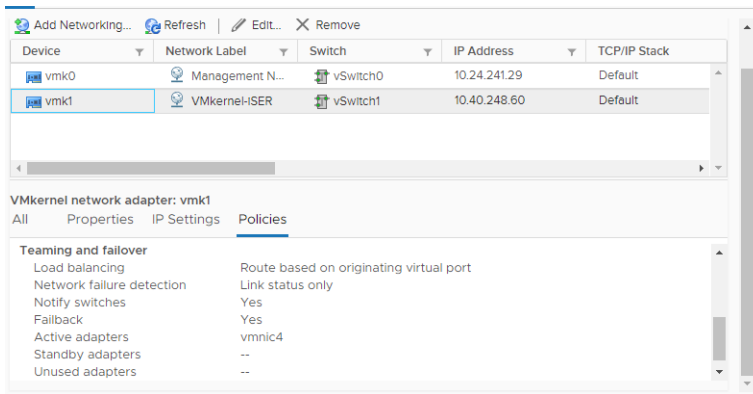 Add Networking... Refresh | Edit... Remove
Device Network Label Switch IP Address TCP/IP Stack
vmk0 Management N... vSwitch0 10.24.241.29 Default
vmk1 VMkernel-ISER vSwitch1 10.40.248.60 Default
VMkernel network adapter: vmk1
All Properties IP Settings Policies
Teaming and failover
Load balancing Route based on originating virtual port
Network failure detection Link status only
Notify switches Yes
Failback Yes
Active adapters vmnic4
Standby adapters --
Unused adapters --